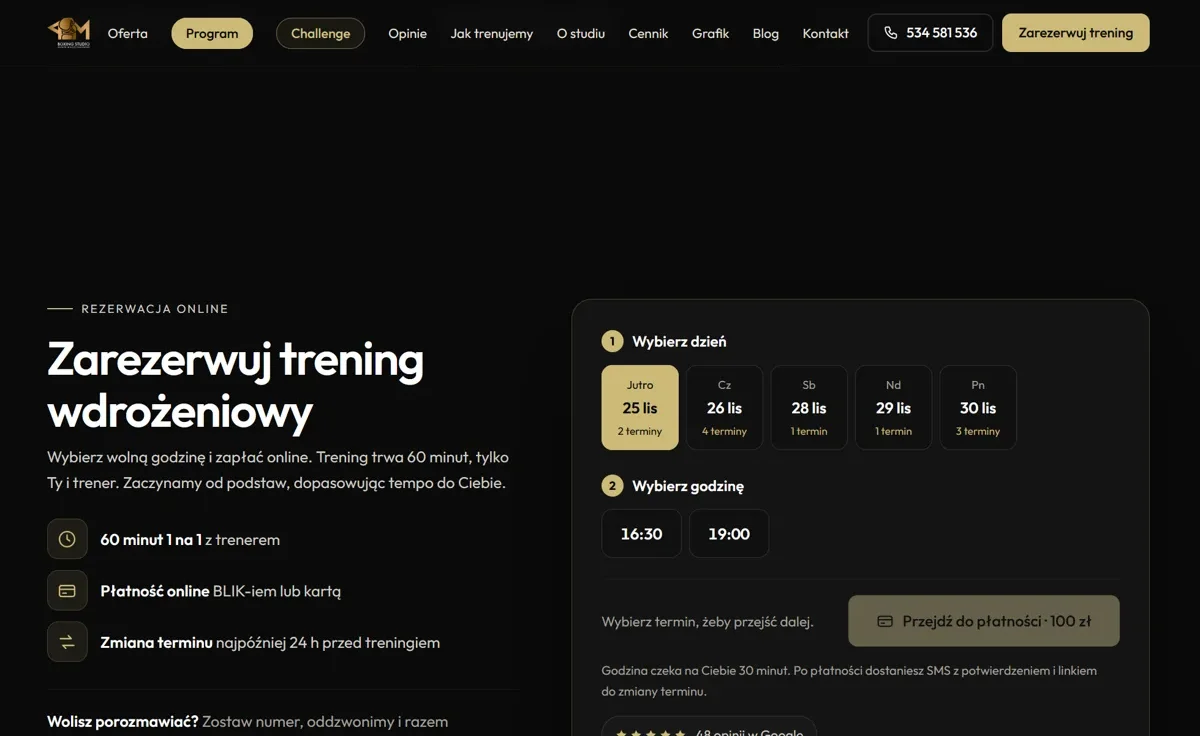 BOXING STUDIO
Oferta
Program
Challenge
Opinie
Jak trenujemy
O studiu
Cennik
Grafik
Blog
Kontakt
534 581 536
Zarezerwuj trening
REZERWACJA ONLINE
Zarezerwuj trening
wdrożeniowy
Wybierz wolną godzinę i zapłać online. Trening trwa 60 minut, tylko
Ty i trener. Zaczynamy od podstaw, dopasowując tempo do Ciebie.
60 minut 1 na 1 z trenerem
Płatność online BLIK-iem lub kartą
Zmiana terminu najpóźniej 24 h przed treningiem
Wolisz porozmawiać? Zostaw numer, oddzwonimy i razem
1 Wybierz dzień
Jutro
25 lis
2 terminy
Cz
26 lis
4 terminy
Sb
28 lis
1 termin
Nd
29 lis
1 termin
Pn
30 lis
3 terminy
2 Wybierz godzinę
16:30
19:00
Wybierz termin, żeby przejść dalej.
Przejdź do płatności · 100 zł
Godzina czeka na Ciebie 30 minut. Po płatności dostaniesz SMS z potwierdzeniem i linkiem
do zmiany terminu.
48 opinii w Google